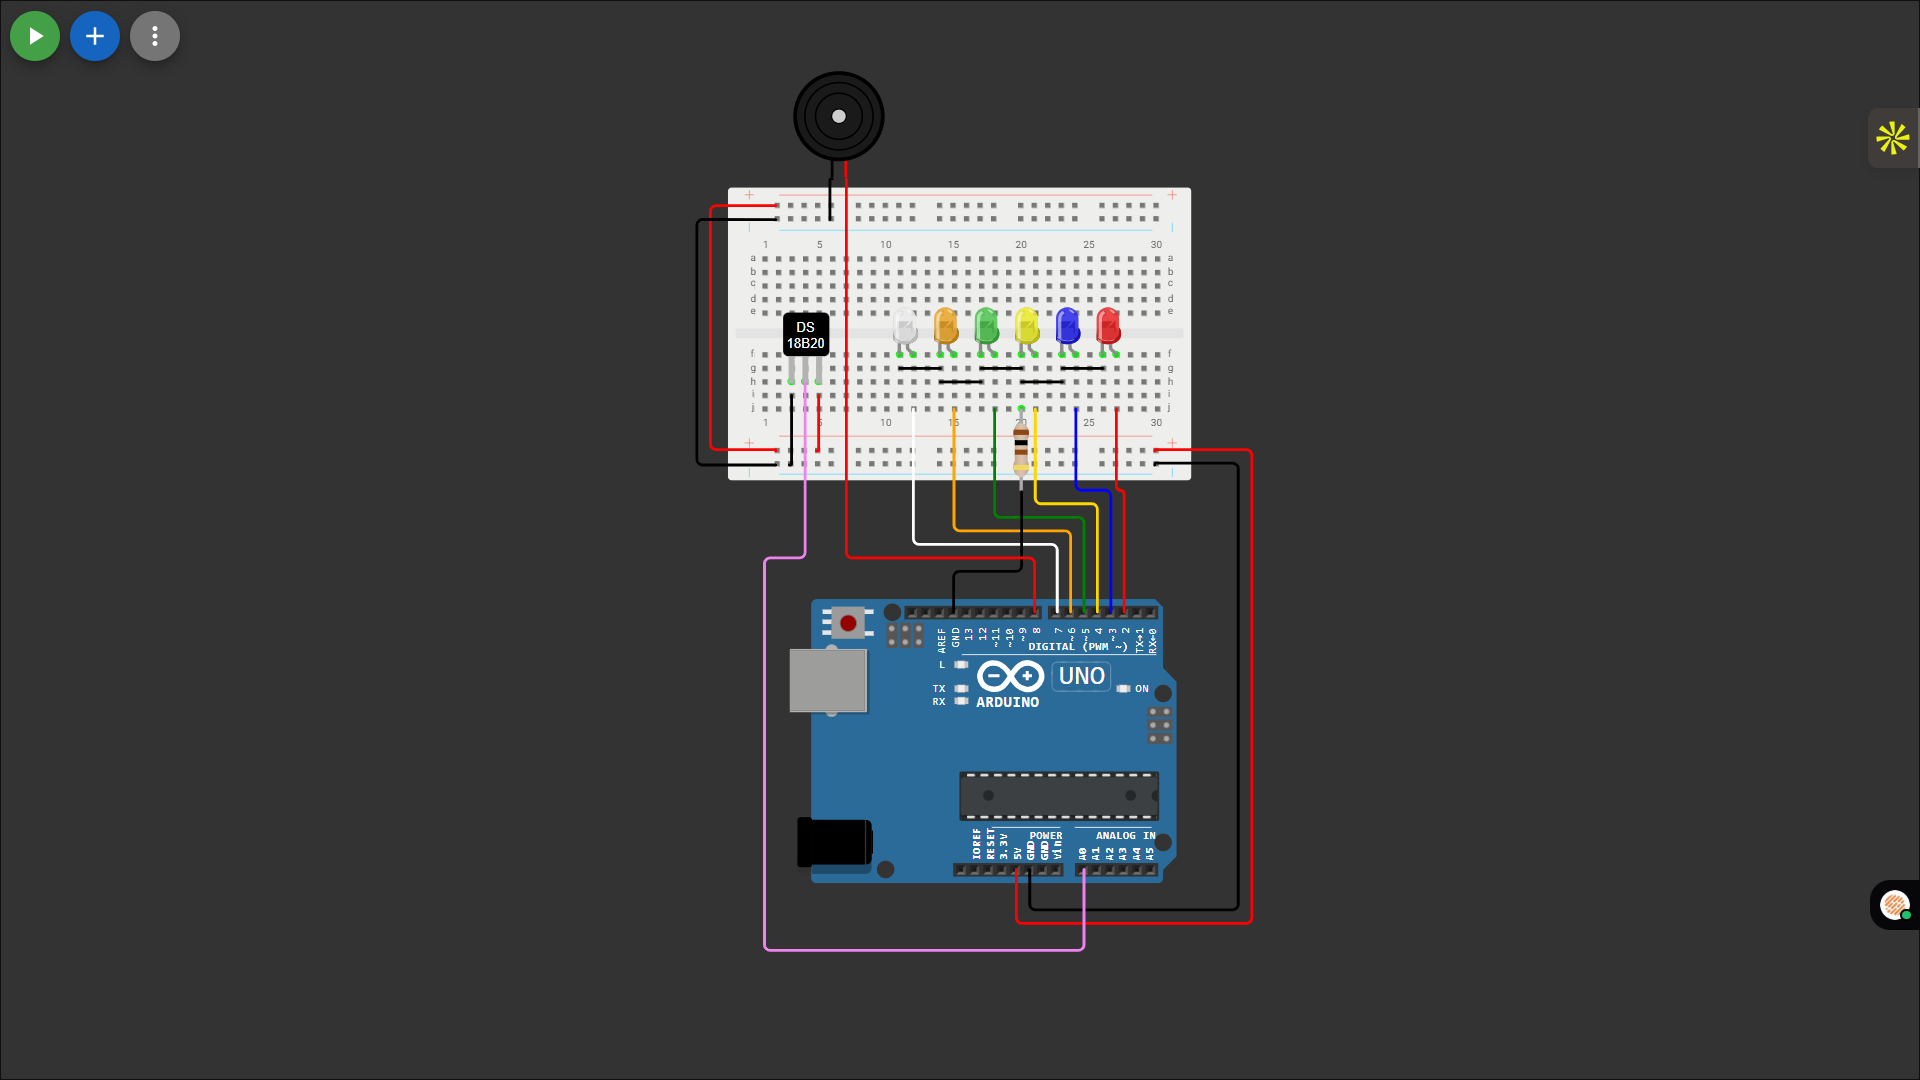 1 5 10 15 20 25 30
a a
b b
c c
d d
e e
DS
18B20
f f
g g
h h
i i
j j
1 5 10 15 20 25 30
AREF GND 13 12 ~11 ~10 ~9 8 7 ~6 ~5 4 ~3 2 TX→1 RX←0
DIGITAL (PWM ~)
L
TX
RX
UNO
ON
ARDUINO
POWER ANALOG IN
IOREF RESET 3.3V 5V GND GND Vin A0 A1 A2 A3 A4 A5